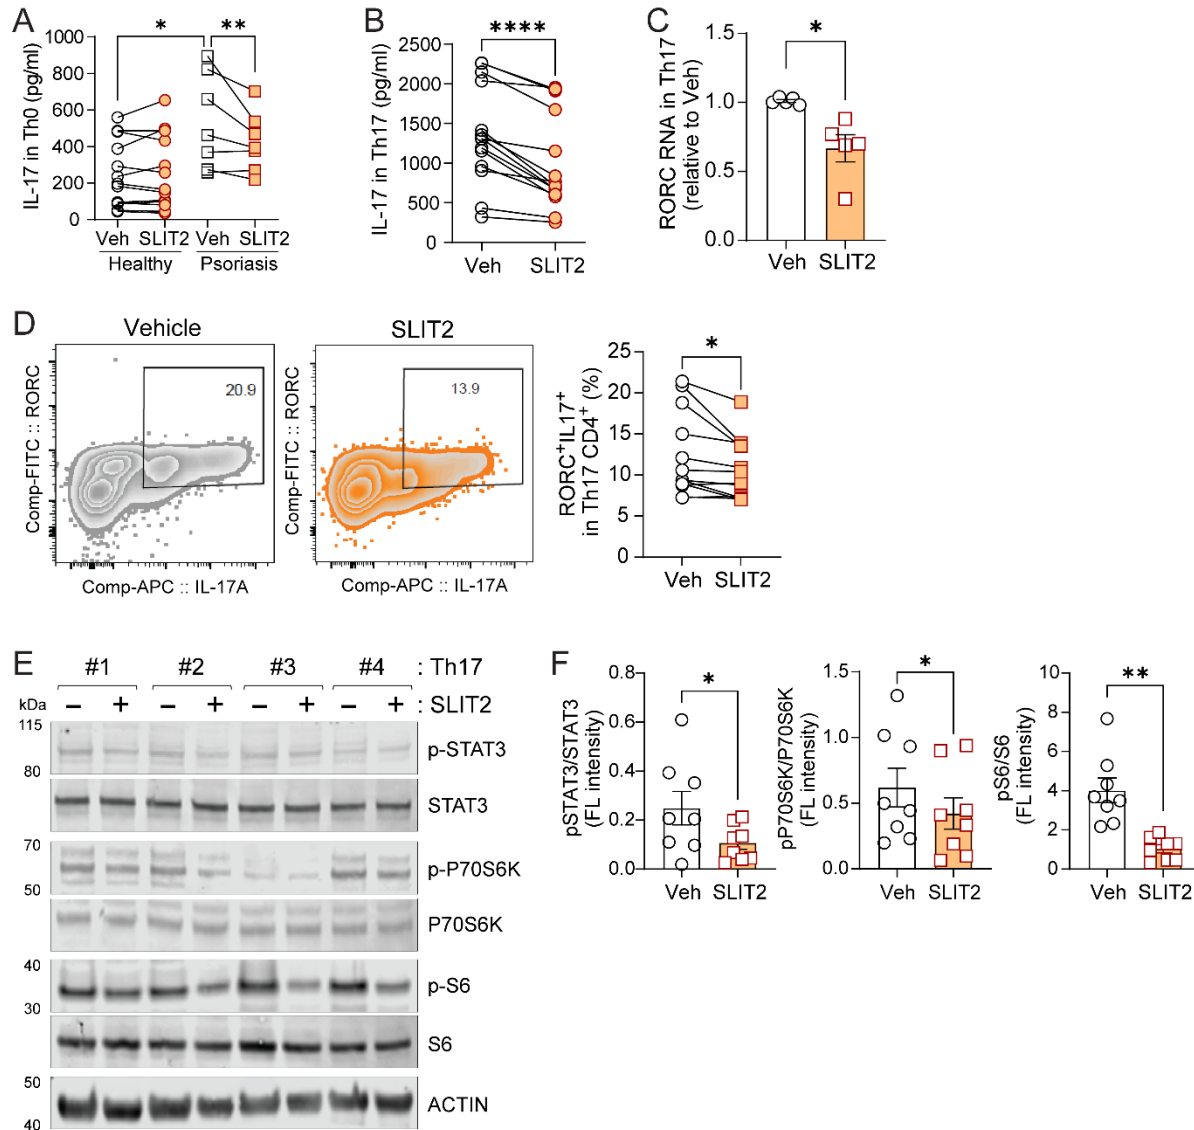 A
IL-17 in Th0 (pg/ml)
1000
800
600
400
200
0
*
**
Veh SLIT2 Veh SLIT2
Healthy Psoriasis
B
IL-17 in Th17 (pg/ml)
2500
2000
1500
1000
500
0
****
Veh SLIT2
C
RORC RNA in Th17
(relative to Veh)
1.5
1.0
0.5
0.0
*
Veh SLIT2
D
Vehicle
Comp-FITC :: RORC
20.9
Comp-APC :: IL-17A
SLIT2
Comp-FITC :: RORC
13.9
Comp-APC :: IL-17A
RORC+IL17+
in Th17 CD4+ (%)
25
20
15
10
5
0
*
Veh SLIT2
E
#1 #2 #3 #4 : Th17
kDa − + − + − + − + : SLIT2
115
p-STAT3
80
STAT3
70
p-P70S6K
50
P70S6K
40
p-S6
30
S6
50
ACTIN
40
F
pSTAT3/STAT3
(FL intensity)
0.8
0.6
0.4
0.2
0.0
*
Veh SLIT2
pP70S6K/P70S6K
(FL intensity)
1.5
1.0
0.5
0.0
*
Veh SLIT2
pS6/S6
(FL intensity)
10
8
6
4
2
0
**
Veh SLIT2